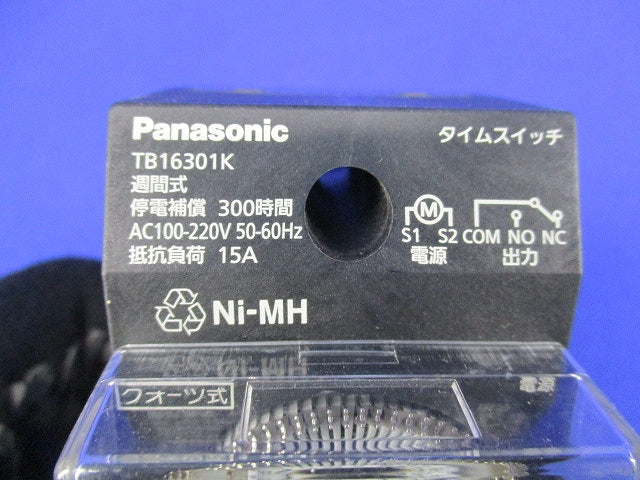 Panasonic
タイムスイッチ
TB16301K
週間式
停電補償 300時間
AC100-220V 50-60Hz
抵抗負荷 15A
M
S1 S2 COM NO NC
電源 出力
Ni-MH
Ni-MH
クォーツ式
電源